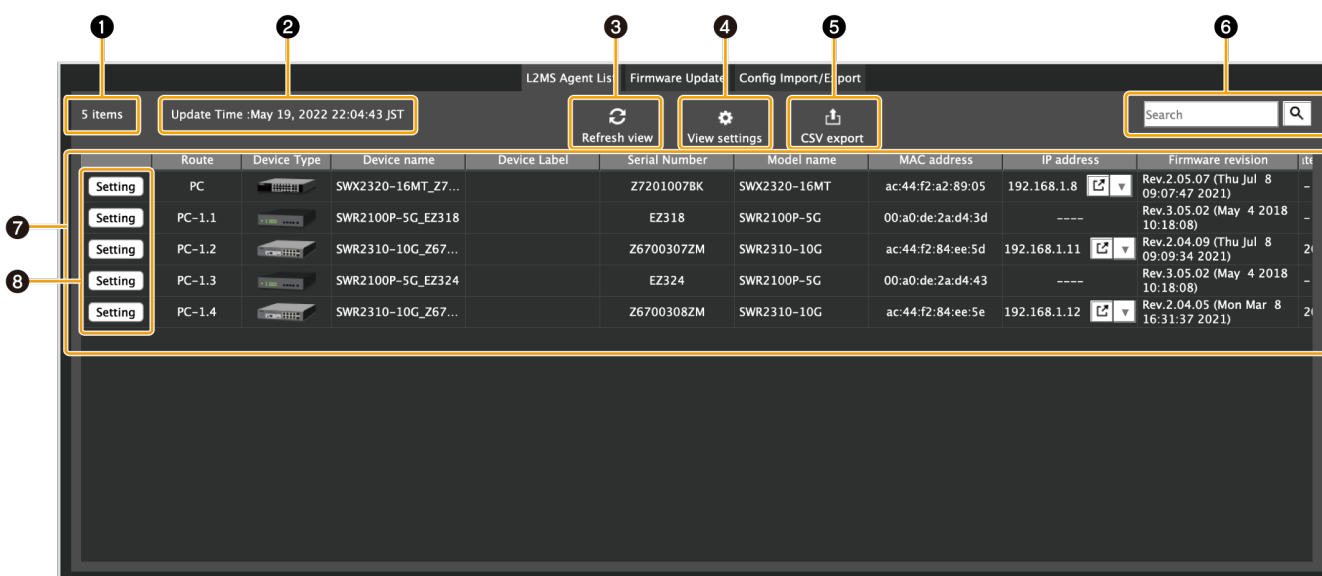 1 2 3 4 5 6
L2MS Agent List Firmware Update Config Import/Export
5 items Update Time :May 19, 2022 22:04:43 JST Refresh view View settings CSV export Search
Route Device Type Device name Device Label Serial Number Model name MAC address IP address Firmware revision
7
8
Setting PC SWX2320-16MT_Z7... Z7201007BK SWX2320-16MT ac:44:f2:a2:89:05 192.168.1.8 Rev.2.05.07 (Thu Jul 8
09:07:47 2021) –
Setting PC-1.1 SWR2100P-5G_EZ318 EZ318 SWR2100P-5G 00:a0:de:2a:d4:3d ---- Rev.3.05.02 (May 4 2018
10:18:08) –
Setting PC-1.2 SWR2310-10G_Z67... Z6700307ZM SWR2310-10G ac:44:f2:84:ee:5d 192.168.1.11 Rev.2.04.09 (Thu Jul 8
09:09:34 2021)
Setting PC-1.3 SWR2100P-5G_EZ324 EZ324 SWR2100P-5G 00:a0:de:2a:d4:43 ---- Rev.3.05.02 (May 4 2018
10:18:08) –
Setting PC-1.4 SWR2310-10G_Z67... Z6700308ZM SWR2310-10G ac:44:f2:84:ee:5e 192.168.1.12 Rev.2.04.05 (Mon Mar 8
16:31:37 2021)